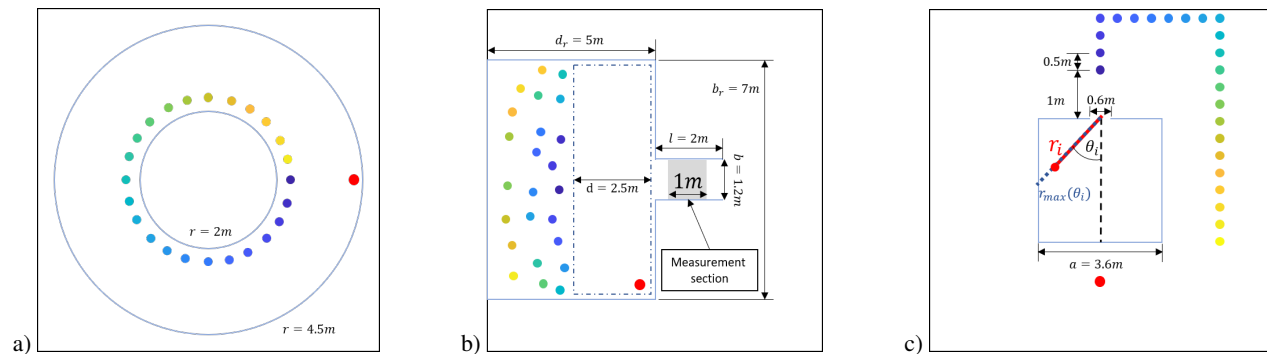 a)
r = 2m
r = 4.5m
b)
d_r = 5m
b_r = 7m
l = 2m
b = 1.2m
d = 2.5m
1m
Measurement
section
c)
0.5m
1m
0.6m
r_i
θ_i
r_max(θ_i)
a = 3.6m